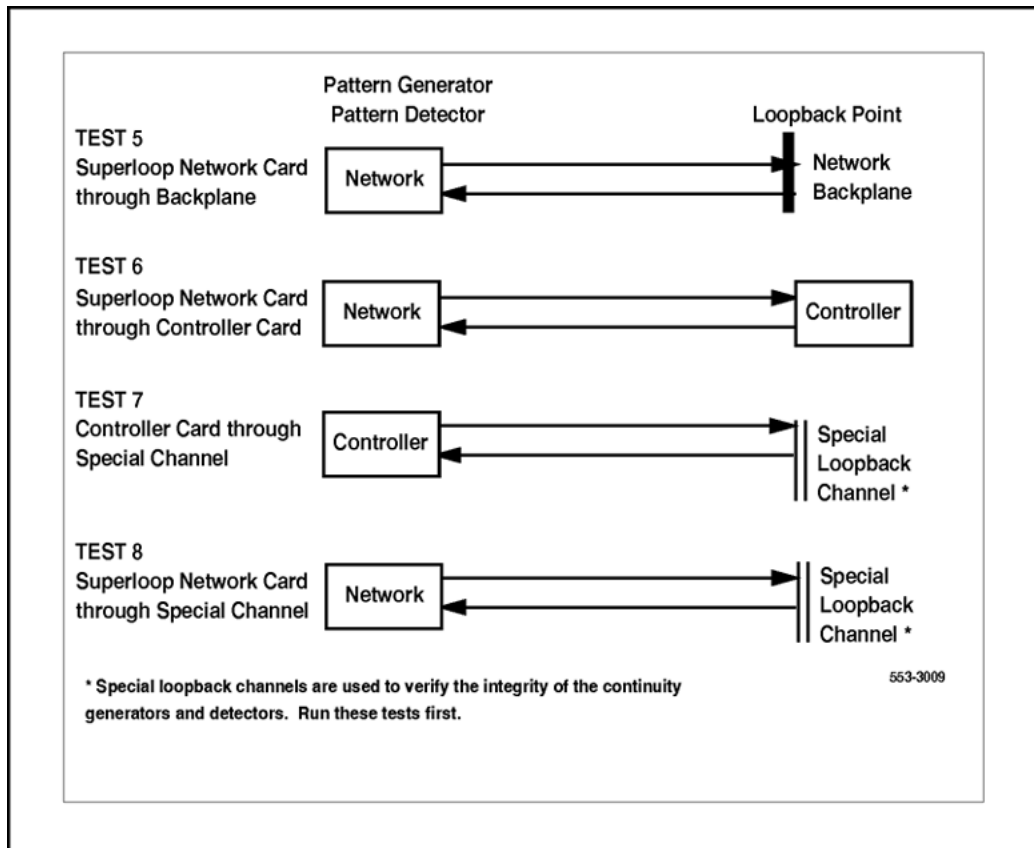 Pattern Generator
Pattern Detector
Loopback Point
TEST 5
Superloop Network Card
through Backplane
Network
Network
Backplane
TEST 6
Superloop Network Card
through Controller Card
Network
Controller
TEST 7
Controller Card through
Special Channel
Controller
Special
Loopback
Channel *
TEST 8
Superloop Network Card
through Special Channel
Network
Special
Loopback
Channel *
* Special loopback channels are used to verify the integrity of the continuity
generators and detectors. Run these tests first.
553-3009